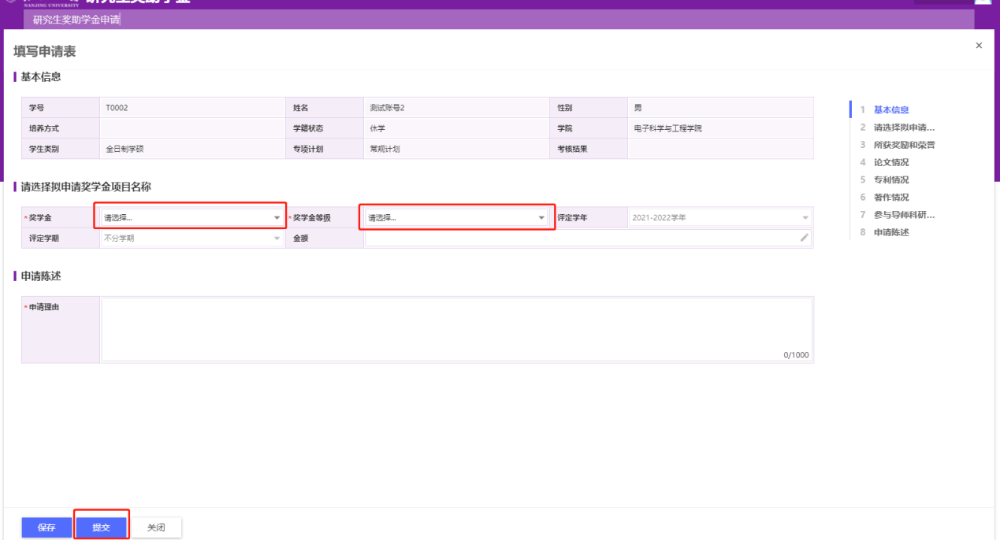 NANJING UNIVERSITY 研究生奖助学金
研究生奖助学金申请
填写申请表
×
基本信息
学号 T0002 姓名 测试账号2 性别 男
培养方式 学籍状态 休学 学院 电子科学与工程学院
学生类别 全日制学硕 专项计划 常规计划 考核结果
请选择拟申请奖学金项目名称
*奖学金 请选择... *奖学金等级 请选择... 评定学年 2021-2022学年
评定学期 不分学期 金额
申请陈述
*申请理由
0/1000
1 基本信息
2 请选择拟申请...
3 所获奖励和荣誉
4 论文情况
5 专利情况
6 著作情况
7 参与导师科研...
8 申请陈述
保存 提交 关闭